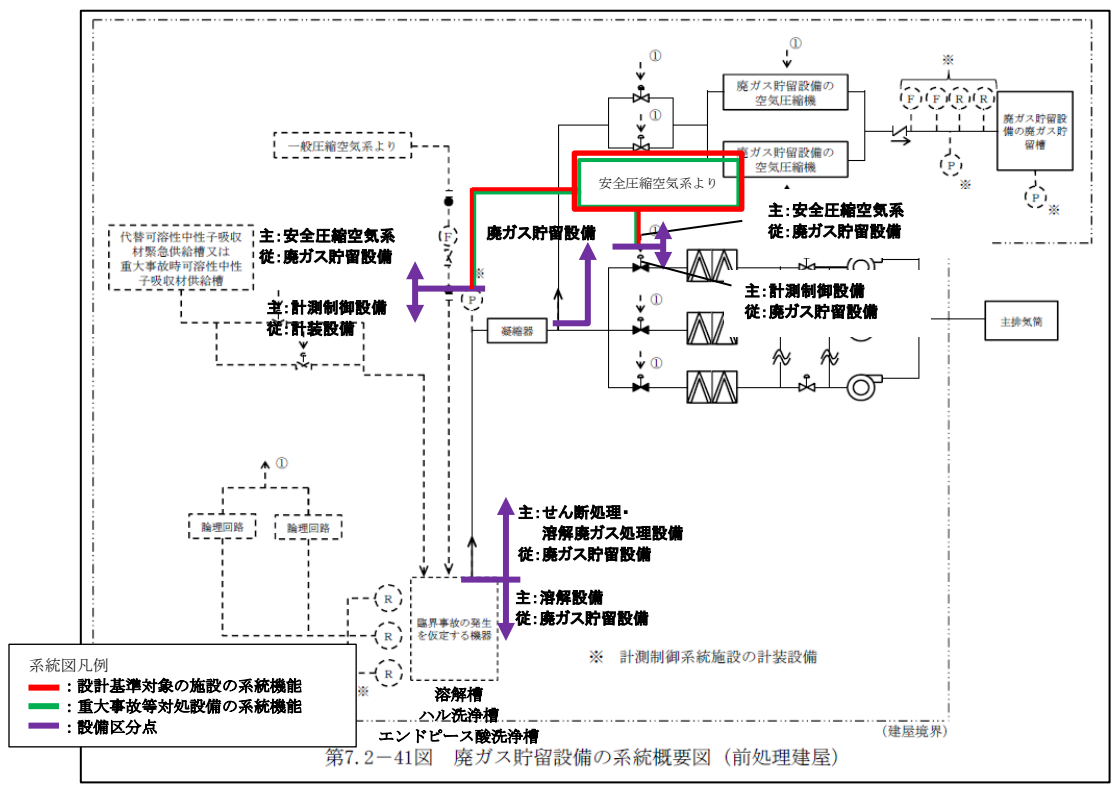 ①
①
※
廃ガス貯留設備の
空気圧縮機
F
F
R
R
廃ガス貯留設
備の廃ガス貯
留槽
①
一般圧縮空気系より
廃ガス貯留設備の
空気圧縮機
P
※
安全圧縮空気系より
P
※
代替可溶性中性子吸収
材緊急供給槽又は
重大事故時可溶性中性
子吸収材供給槽
主:安全圧縮空気系
従:廃ガス貯留設備
F
廃ガス貯留設備
主:安全圧縮空気系
従:廃ガス貯留設備
①
※
P
主:計測制御設備
従:計装設備
主:計測制御設備
従:廃ガス貯留設備
①
凝縮器
主排気筒
①
①
論理回路
論理回路
主:せん断処理・
溶解廃ガス処理設備
従:廃ガス貯留設備
主:溶解設備
従:廃ガス貯留設備
R
臨界事故の発生
を仮定する機器
R
R
※
※ 計測制御系統施設の計装設備
系統図凡例
:設計基準対象の施設の系統機能
:重大事故等対処設備の系統機能
:設備区分点
溶解槽
ハル洗浄槽
エンドピース酸洗浄槽
(建屋境界)
第7.2-41図 廃ガス貯留設備の系統概要図(前処理建屋)